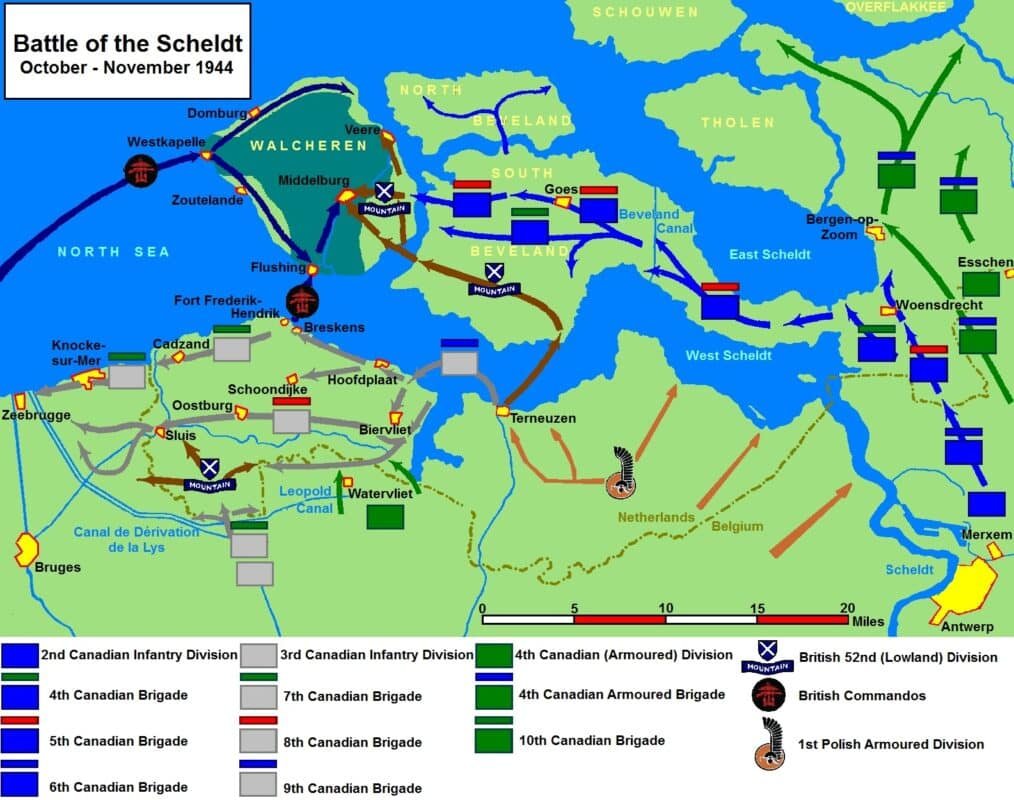 Battle of the Scheldt
October - November 1944
SCHOUWEN
OVERFLAKKEE
NORTH
BEVELAND
THOLEN
Domburg
Westkapelle
WALCHEREN
Veere
Middelburg
MOUNTAIN
Zoutelande
SOUTH
Goes
BEVELAND
Beveland
Canal
Bergen-op-
Zoom
NORTH SEA
East Scheldt
Flushing
MOUNTAIN
Esschen
Fort Frederik-
Hendrik
Breskens
Woensdrecht
Knocke-
sur-Mer
Cadzand
West Scheldt
Hoofdplaat
Schoondijke
Zeebrugge
Oostburg
Terneuzen
Biervliet
Sluis
MOUNTAIN
Leopold
Canal
Watervliet
Netherlands
Belgium
Canal de Dérivation
de la Lys
Merxem
Bruges
Scheldt
Antwerp
0 5 10 15 20
Miles
2nd Canadian Infantry Division
4th Canadian Brigade
5th Canadian Brigade
6th Canadian Brigade
3rd Canadian Infantry Division
7th Canadian Brigade
8th Canadian Brigade
9th Canadian Brigade
4th Canadian (Armoured) Division
4th Canadian Armoured Brigade
10th Canadian Brigade
MOUNTAIN
British 52nd (Lowland) Division
British Commandos
1st Polish Armoured Division